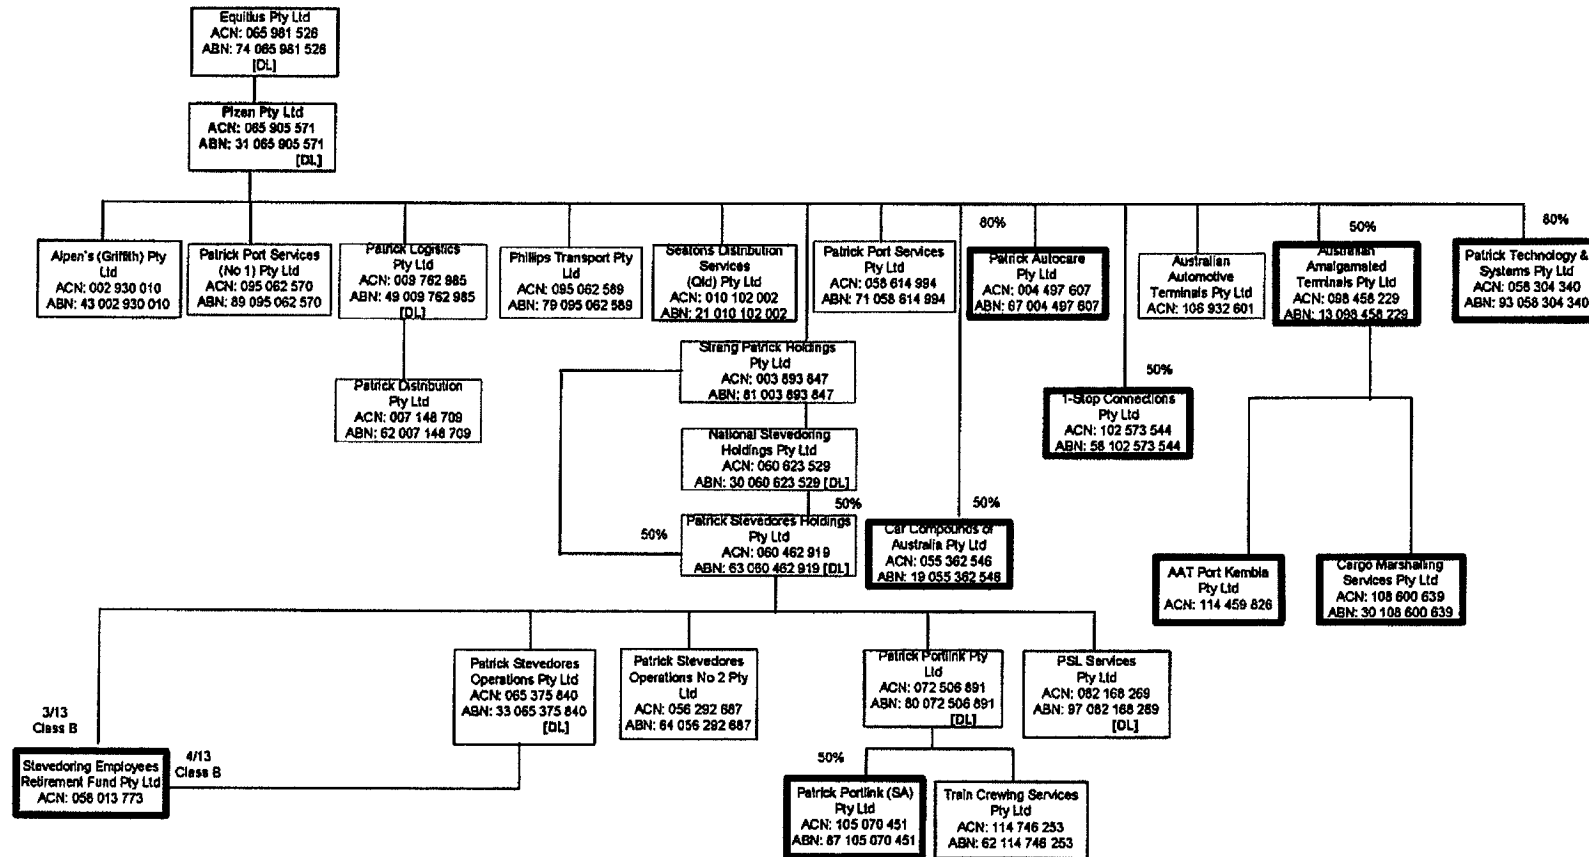 Equitius Pty Ltd
ACN: 065 981 526
ABN: 74 065 981 526
[DL]
Plzen Pty Ltd
ACN: 065 905 571
ABN: 31 065 905 571
[DL]
Alpen's (Griffith) Pty
Ltd
ACN: 002 930 010
ABN: 43 002 930 010
Patrick Port Services
(No 1) Pty Ltd
ACN: 095 062 570
ABN: 89 095 062 570
Patrick Logistics
Pty Ltd
ACN: 009 762 985
ABN: 49 009 762 985
[DL]
Phillips Transport Pty
Ltd
ACN: 095 062 589
ABN: 79 095 062 589
Seatons Distribution
Services
(Qld) Pty Ltd
ACN: 010 102 002
ABN: 21 010 102 002
Patrick Port Services
Pty Ltd
ACN: 058 614 994
ABN: 71 058 614 994
80%
Patrick Autocare
Pty Ltd
ACN: 004 497 607
ABN: 67 004 497 607
Australian
Automotive
Terminals Pty Ltd
ACN: 106 932 601
50%
Australian
Amalgamated
Terminals Pty Ltd
ACN: 098 458 229
ABN: 13 098 458 229
80%
Patrick Technology &
Systems Pty Ltd
ACN: 058 304 340
ABN: 93 058 304 340
Patrick Distribution
Pty Ltd
ACN: 007 148 709
ABN: 62 007 148 709
Strang Patrick Holdings
Pty Ltd
ACN: 003 893 847
ABN: 81 003 893 847
50%
1-Stop Connections
Pty Ltd
ACN: 102 573 544
ABN: 58 102 573 544
National Stevedoring
Holdings Pty Ltd
ACN: 060 623 529
ABN: 30 060 623 529 [DL]
50%
50%
Patrick Stevedores Holdings
Pty Ltd
ACN: 060 462 919
ABN: 63 060 462 919 [DL]
50%
Car Compounds of
Australia Pty Ltd
ACN: 055 362 546
ABN: 19 055 362 546
AAT Port Kembla
Pty Ltd
ACN: 114 459 826
Cargo Marshalling
Services Pty Ltd
ACN: 108 600 639
ABN: 30 108 600 639
Patrick Stevedores
Operations Pty Ltd
ACN: 065 375 840
ABN: 33 065 375 840
[DL]
Patrick Stevedores
Operations No 2 Pty
Ltd
ACN: 056 292 687
ABN: 64 056 292 687
Patrick Portlink Pty
Ltd
ACN: 072 506 891
ABN: 80 072 506 891
[DL]
PSL Services
Pty Ltd
ACN: 082 168 269
ABN: 97 082 168 269
[DL]
3/13
Class B
4/13
Class B
Stevedoring Employees
Retirement Fund Pty Ltd
ACN: 058 013 773
50%
Patrick Portlink (SA)
Pty Ltd
ACN: 105 070 451
ABN: 87 105 070 451
Train Crewing Services
Pty Ltd
ACN: 114 746 253
ABN: 62 114 746 253